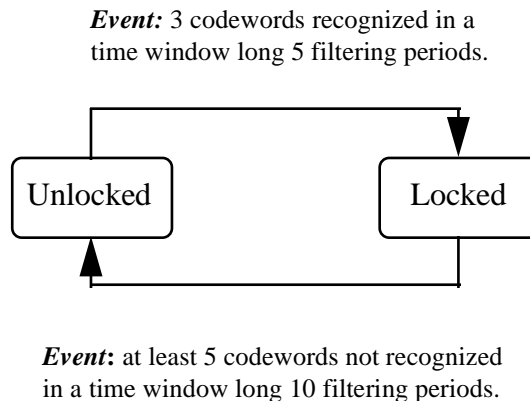 Event: 3 codewords recognized in a
time window long 5 filtering periods.
Unlocked
Locked
Event: at least 5 codewords not recognized
in a time window long 10 filtering periods.